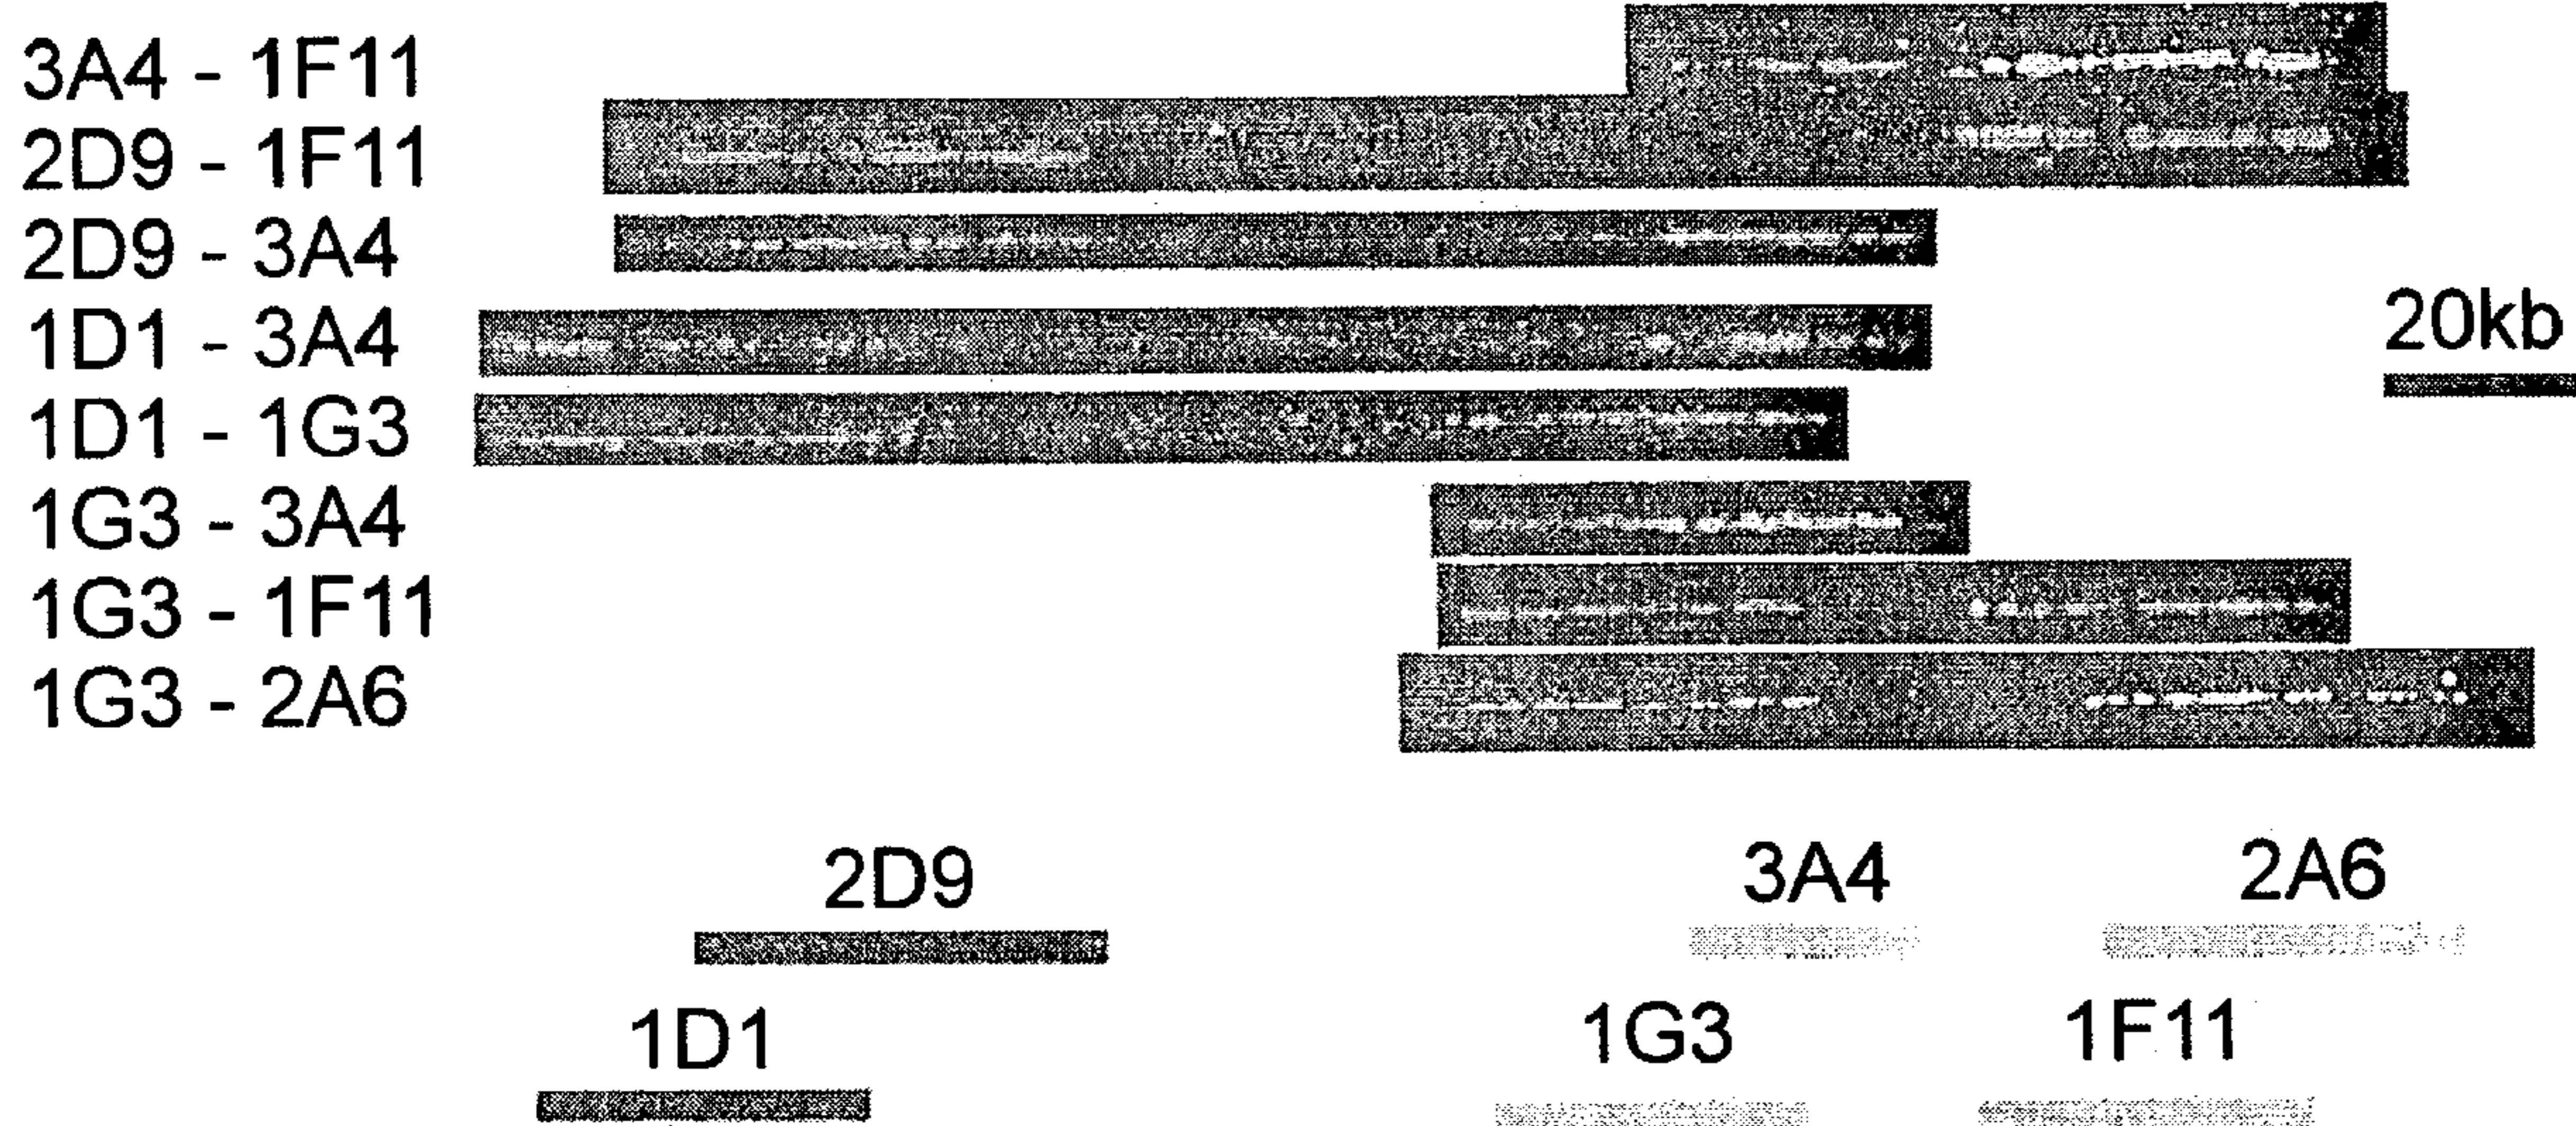 3A4 - 1F11
2D9 - 1F11
2D9 - 3A4
1D1 - 3A4
20kb
1D1 - 1G3
1G3 - 3A4
1G3 - 1F11
1G3 - 2A6
2D9 3A4 2A6
1D1 1G3 1F11